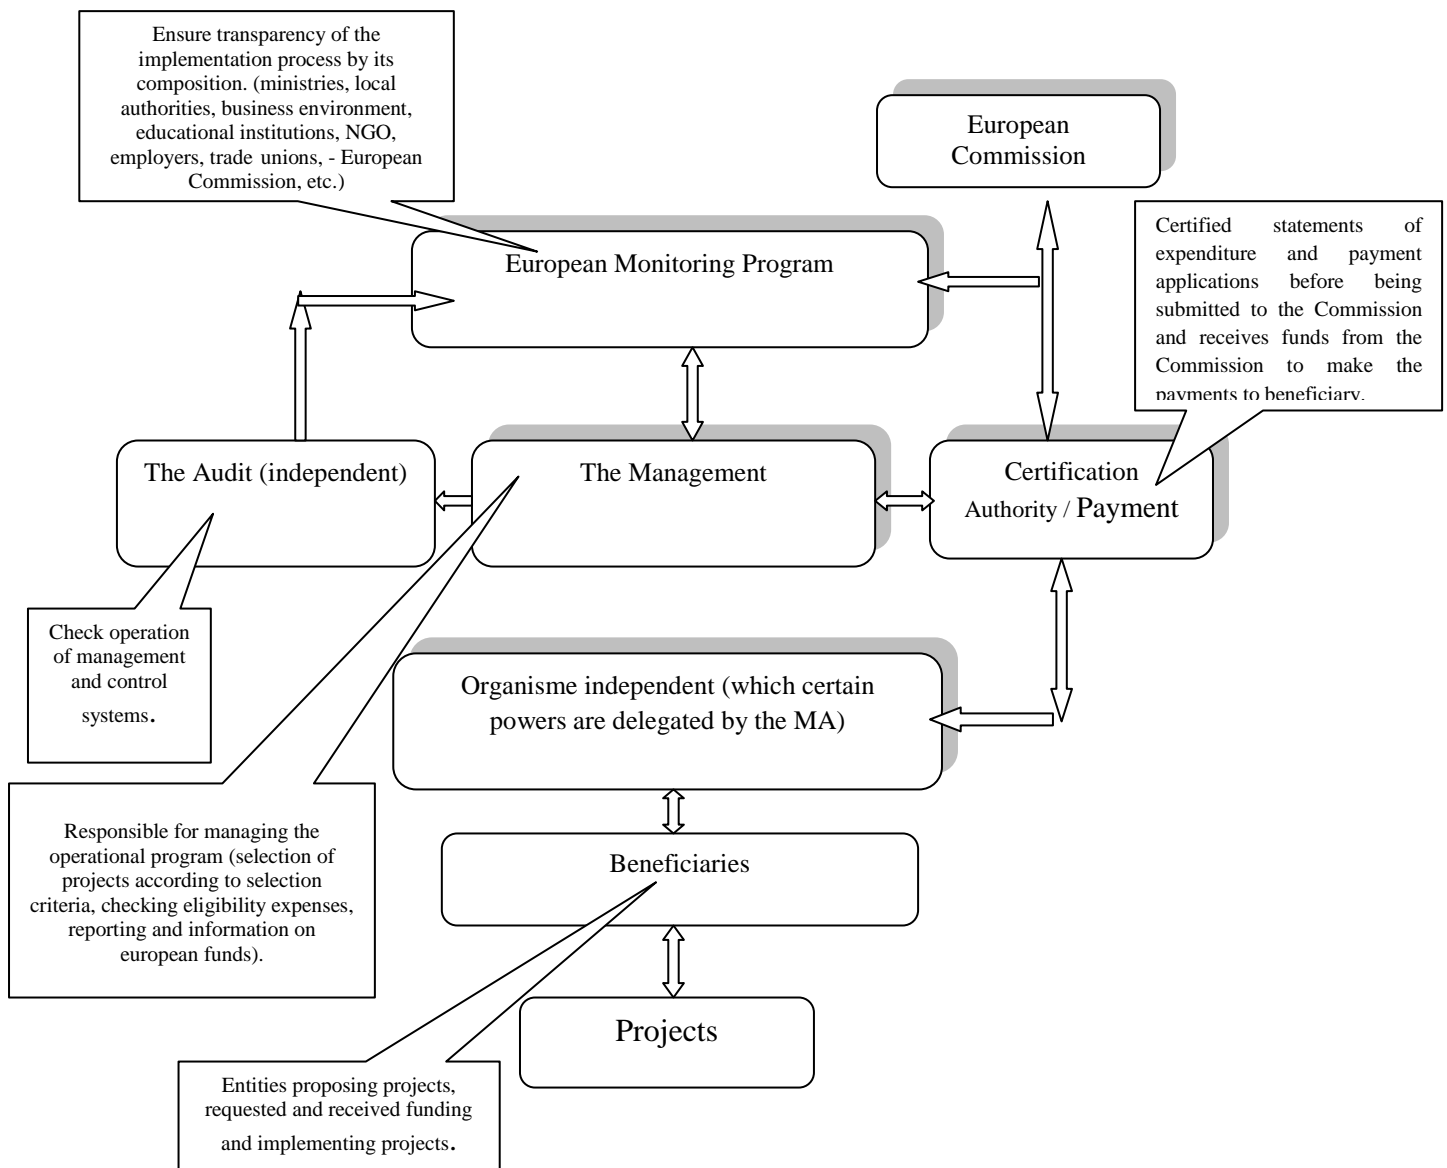 Ensure transparency of the
implementation process by its
composition. (ministries, local
authorities, business environment,
educational institutions, NGO,
employers, trade unions, - European
Commission, etc.)
European
Commission
Certified statements of
expenditure and payment
applications before being
submitted to the Commission
and receives funds from the
Commission to make the
payments to beneficiary.
European Monitoring Program
The Audit (independent)
The Management
Certification
Authority / Payment
Check operation
of management
and control
systems.
Organisme independent (which certain
powers are delegated by the MA)
Responsible for managing the
operational program (selection of
projects according to selection
criteria, checking eligibility expenses,
reporting and information on
european funds).
Beneficiaries
Projects
Entities proposing projects,
requested and received funding
and implementing projects.